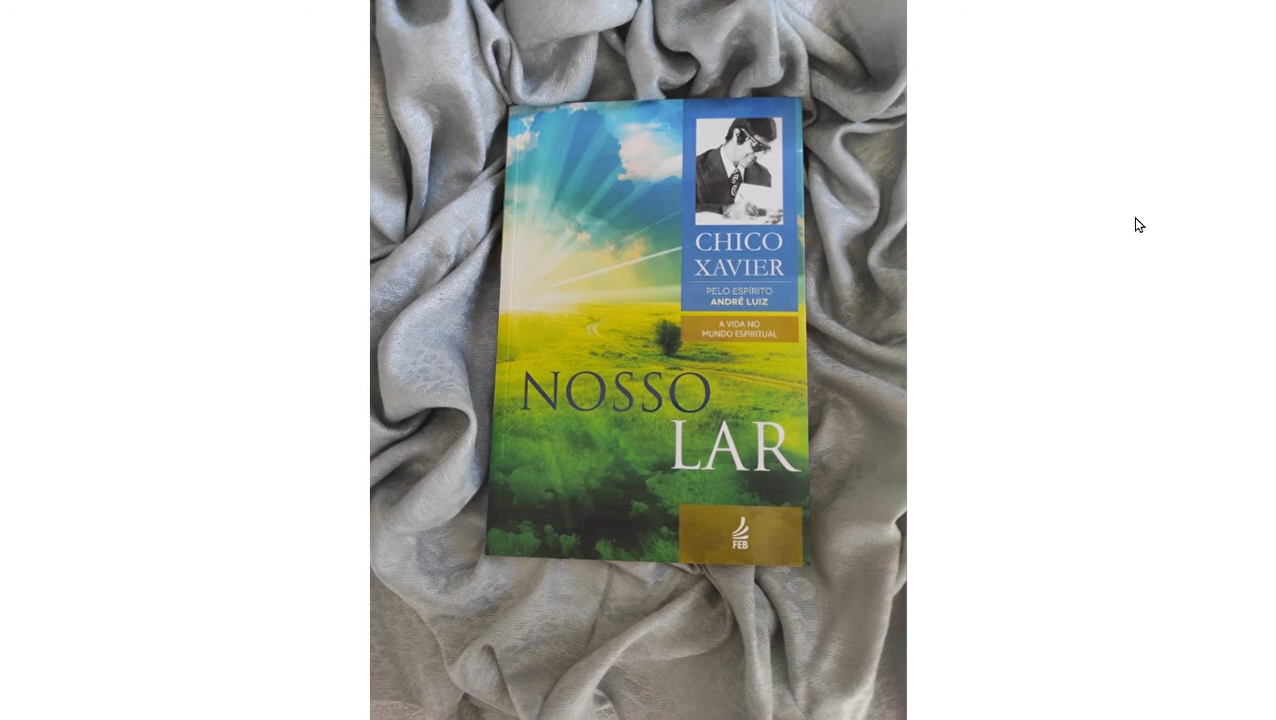 CHICO
XAVIER
PELO ESPÍRITO
ANDRÉ LUIZ
A VIDA NO
MUNDO ESPIRITUAL
NOSSO
LAR
FEB